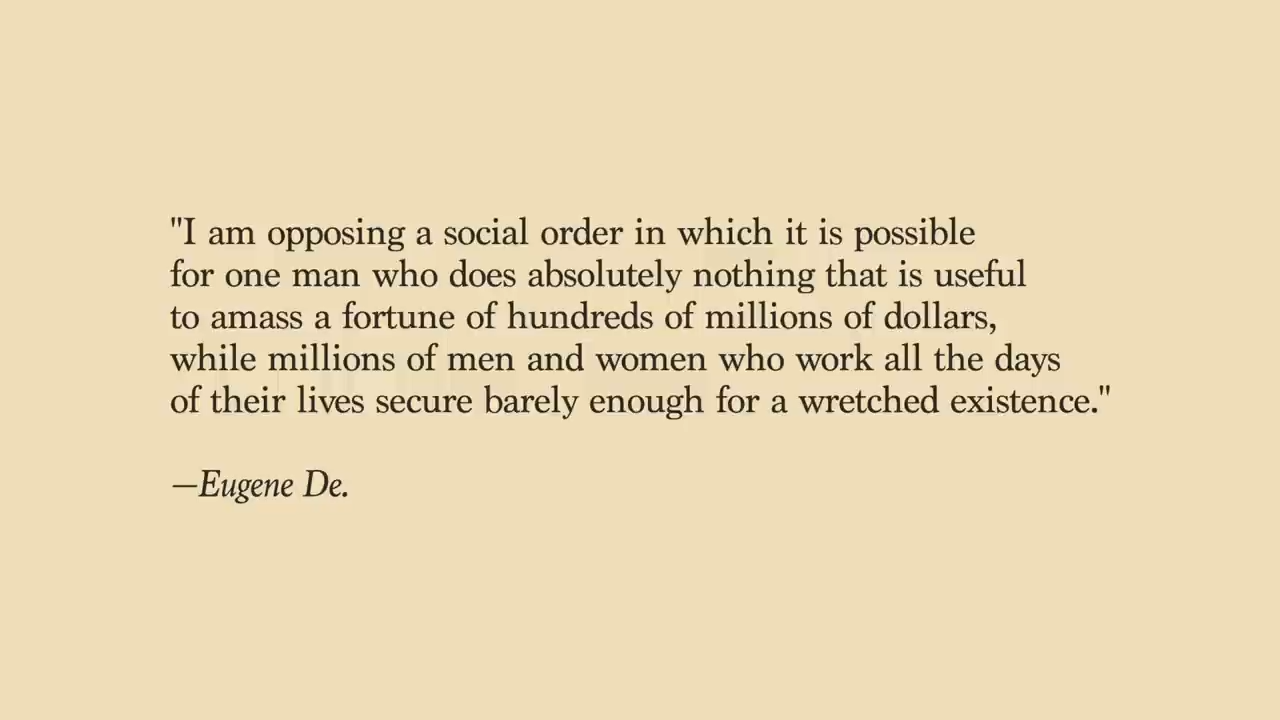 "I am opposing a social order in which it is possible
for one man who does absolutely nothing that is useful
to amass a fortune of hundreds of millions of dollars,
while millions of men and women who work all the days
of their lives secure barely enough for a wretched existence."
—Eugene De.